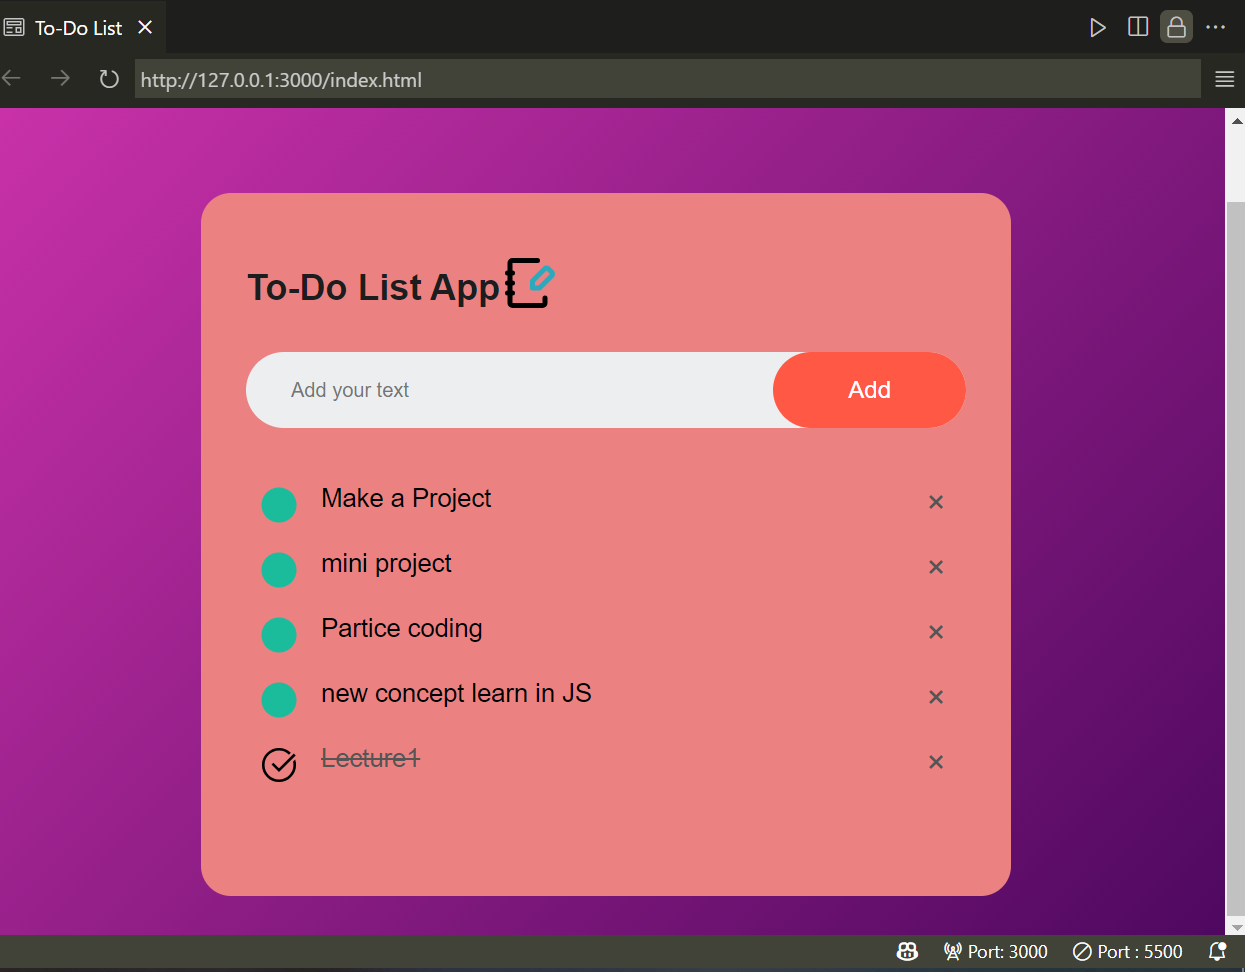 To-Do List
http://127.0.0.1:3000/index.html
To-Do List App
Add your text
Add
Make a Project
mini project
Partice coding
new concept learn in JS
Lecture1
Port: 3000 Port : 5500